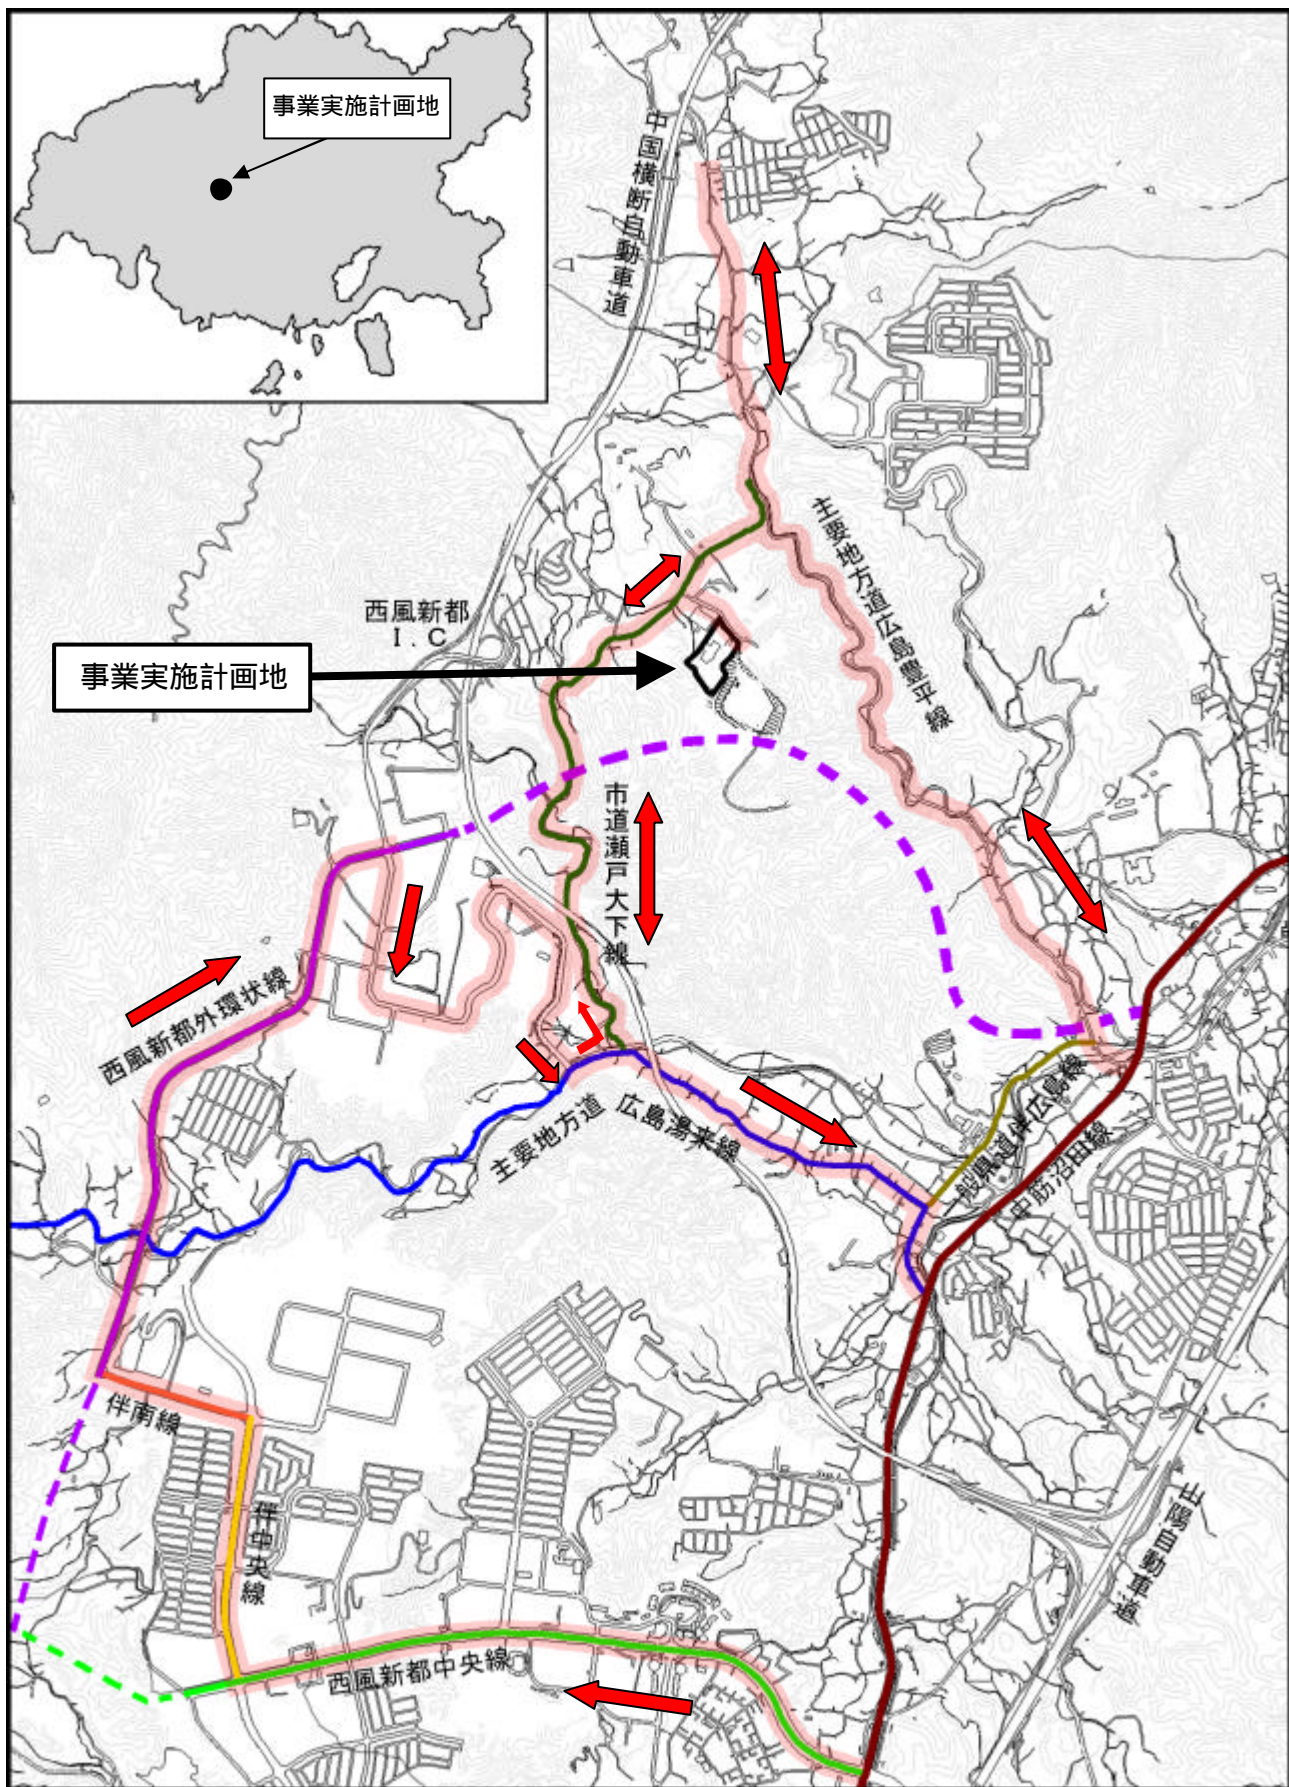 事業実施計画地
中国横断自動車道
主要地方道広島豊平線
西風新都
I.C
事業実施計画地
市道瀬戸大下線
西風新都外環状線
主要地方道 広島湯来線
一般県道伴広島線
中筋沼田線
伴南線
伴中央線
西風新都中央線
山陽自動車道